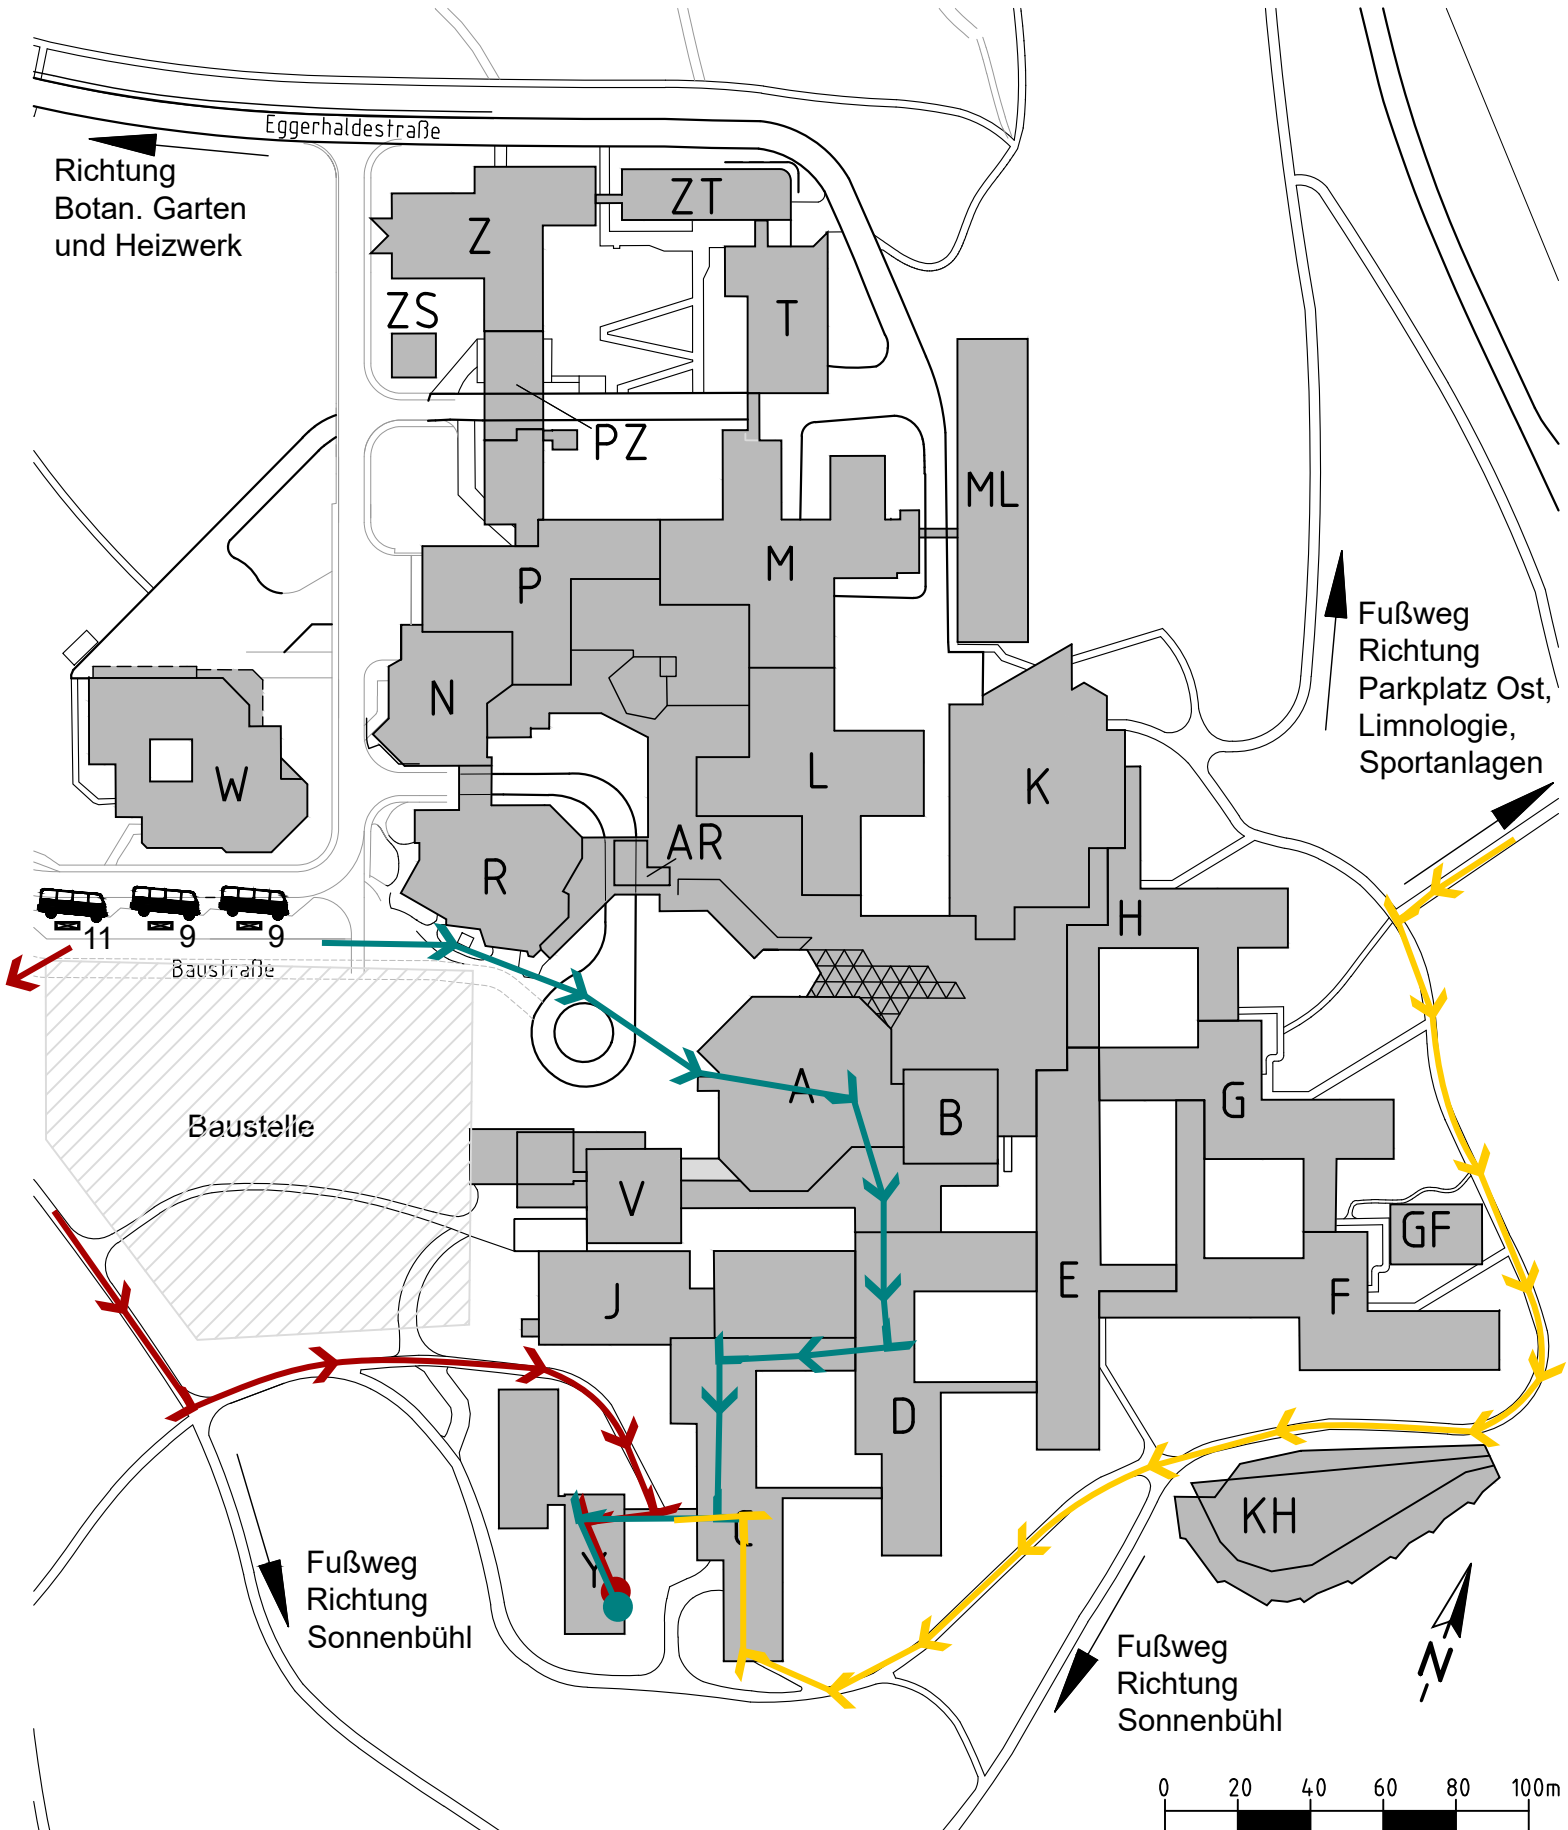 Eggerhaldestraße
Richtung
Botan. Garten
und Heizwerk
ZT
Z
ZS
T
PZ
ML
M
P
Fußweg
Richtung
Parkplatz Ost,
Limnologie,
Sportanlagen
N
W
L
K
AR
R
H
11
9
9
Baustraße
A
B
G
Baustelle
V
GF
E
J
F
D
KH
C
Y
Fußweg
Richtung
Sonnenbühl
Fußweg
Richtung
Sonnenbühl
N
0 20 40 60 80 100m